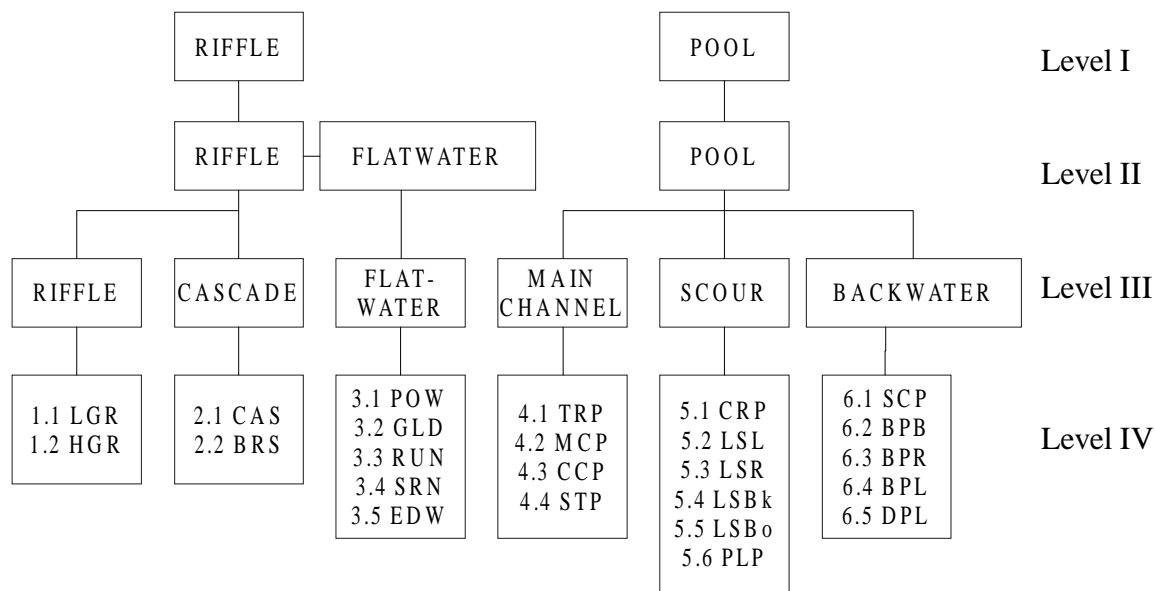 RIFFLE
POOL
Level I
RIFFLE
FLATWATER
POOL
Level II
RIFFLE
CASCADE
FLAT-
WATER
MAIN
CHANNEL
SCOUR
BACKWATER
Level III
1.1 LGR
1.2 HGR
2.1 CAS
2.2 BRS
3.1 POW
3.2 GLD
3.3 RUN
3.4 SRN
3.5 EDW
4.1 TRP
4.2 MCP
4.3 CCP
4.4 STP
5.1 CRP
5.2 LSL
5.3 LSR
5.4 LSBk
5.5 LSBo
5.6 PLP
6.1 SCP
6.2 BPB
6.3 BPR
6.4 BPL
6.5 DPL
Level IV